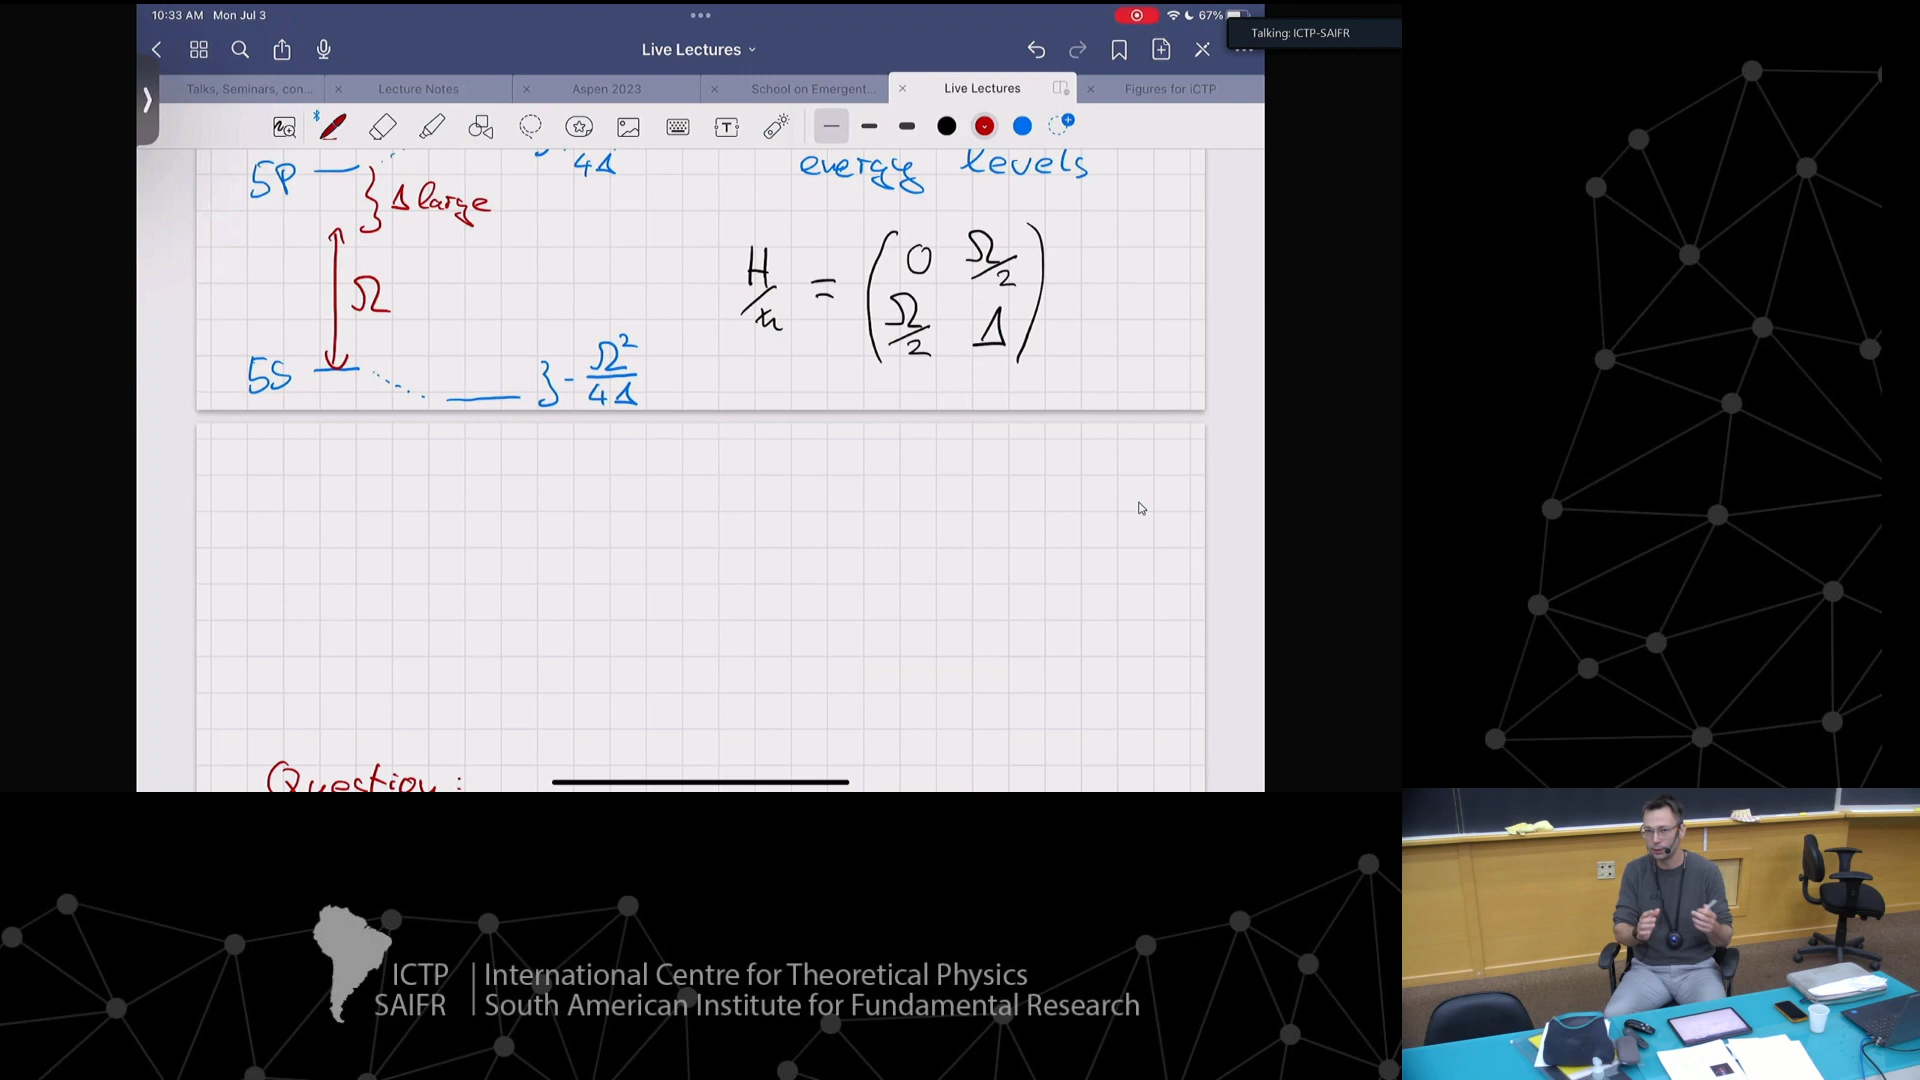 10:33 AM Mon Jul 3
67%
Talking: ICTP-SAIFR
Live Lectures
Talks, Seminars, con...
Lecture Notes
Aspen 2023
School on Emergent...
Live Lectures
Figures for iCTP
5P
Δ large
4Δ
energy levels
Ω
H/ħ = ( 0 Ω/2
Ω/2 Δ )
5S
} - Ω²/4Δ
Question :
ICTP | International Centre for Theoretical Physics
SAIFR | South American Institute for Fundamental Research